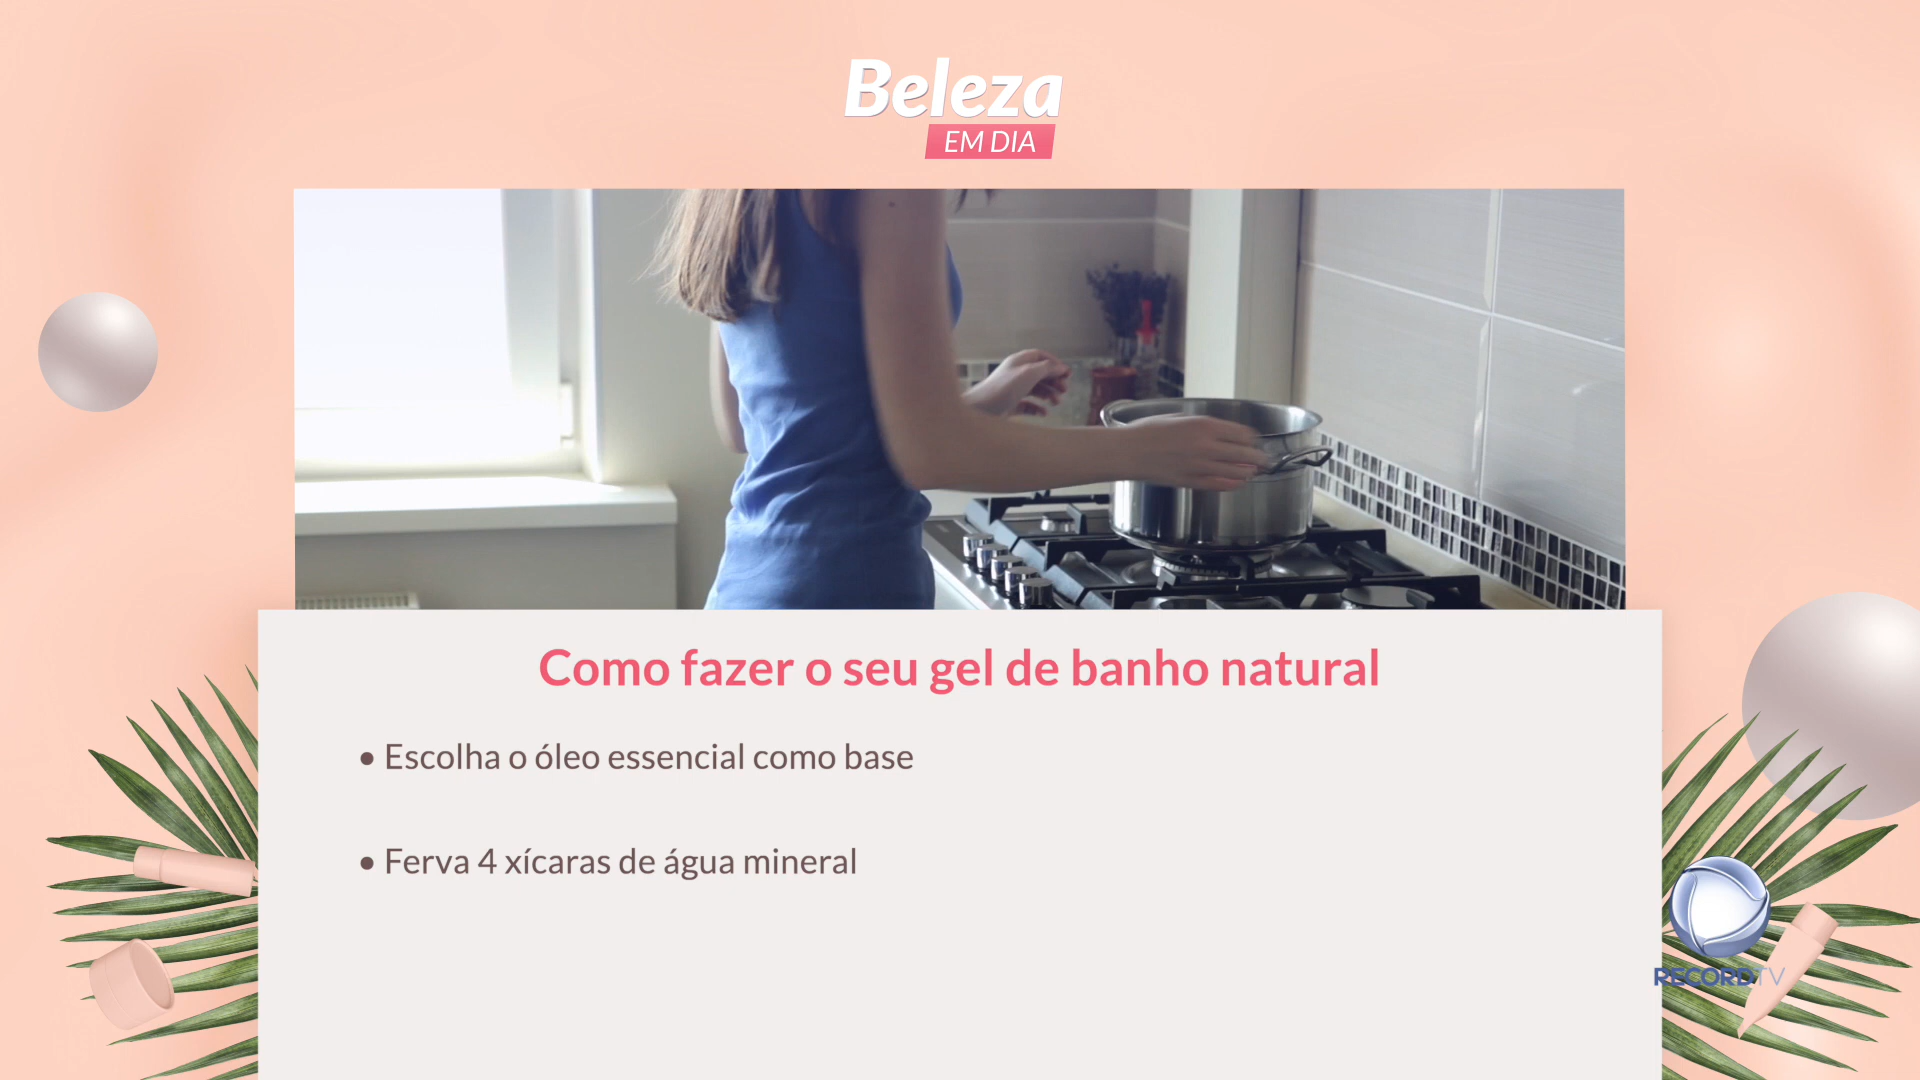 Beleza
EM DIA
Como fazer o seu gel de banho natural
• Escolha o óleo essencial como base
• Ferva 4 xícaras de água mineral
RECORDTV